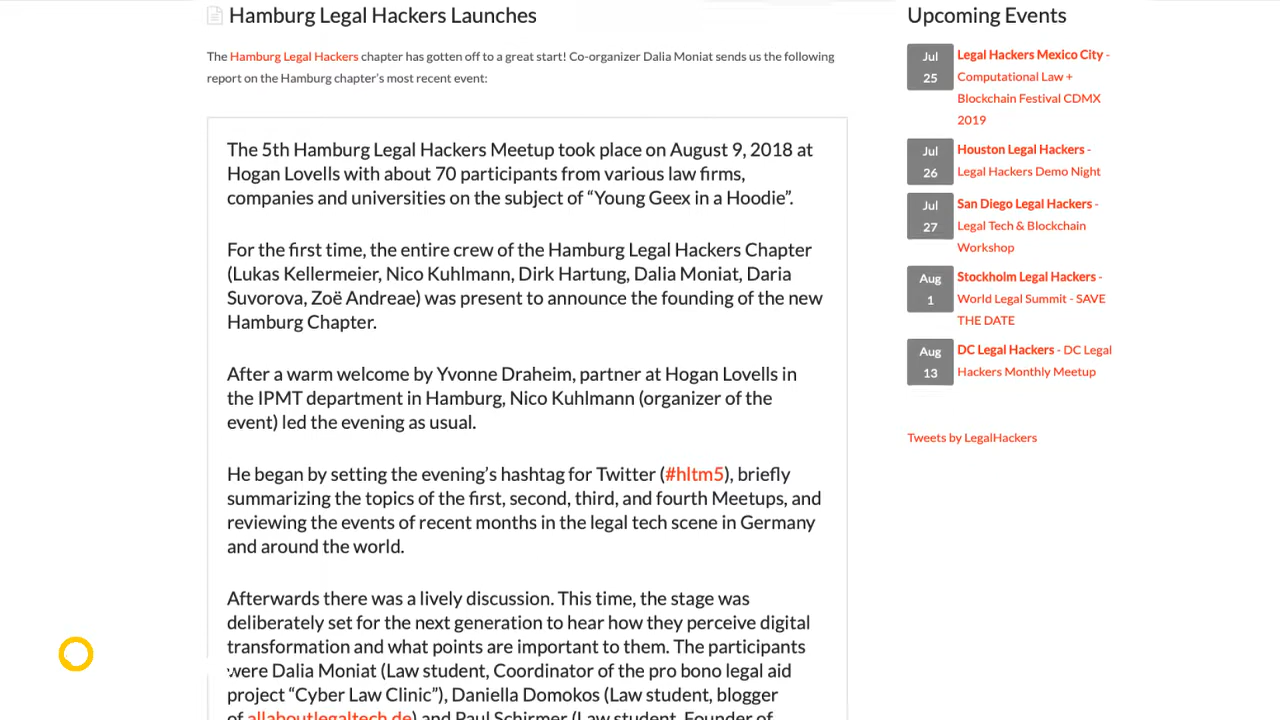 Hamburg Legal Hackers Launches
The Hamburg Legal Hackers chapter has gotten off to a great start! Co-organizer Dalia Moniat sends us the following
report on the Hamburg chapter's most recent event:
The 5th Hamburg Legal Hackers Meetup took place on August 9, 2018 at
Hogan Lovells with about 70 participants from various law firms,
companies and universities on the subject of “Young Geex in a Hoodie”.
For the first time, the entire crew of the Hamburg Legal Hackers Chapter
(Lukas Kellermeier, Nico Kuhlmann, Dirk Hartung, Dalia Moniat, Daria
Suvorova, Zoë Andreae) was present to announce the founding of the new
Hamburg Chapter.
After a warm welcome by Yvonne Draheim, partner at Hogan Lovells in
the IPMT department in Hamburg, Nico Kuhlmann (organizer of the
event) led the evening as usual.
He began by setting the evening’s hashtag for Twitter (#hltm5), briefly
summarizing the topics of the first, second, third, and fourth Meetups, and
reviewing the events of recent months in the legal tech scene in Germany
and around the world.
Afterwards there was a lively discussion. This time, the stage was
deliberately set for the next generation to hear how they perceive digital
transformation and what points are important to them. The participants
were Dalia Moniat (Law student, Coordinator of the pro bono legal aid
project “Cyber Law Clinic”), Daniella Domokos (Law student, blogger
of allaboutlegaltech.de) and Paul Schirmer (Law student, Founder of
Upcoming Events
Jul
25
Legal Hackers Mexico City -
Computational Law +
Blockchain Festival CDMX
2019
Jul
26
Houston Legal Hackers -
Legal Hackers Demo Night
Jul
27
San Diego Legal Hackers -
Legal Tech & Blockchain
Workshop
Aug
1
Stockholm Legal Hackers -
World Legal Summit - SAVE
THE DATE
Aug
13
DC Legal Hackers - DC Legal
Hackers Monthly Meetup
Tweets by LegalHackers